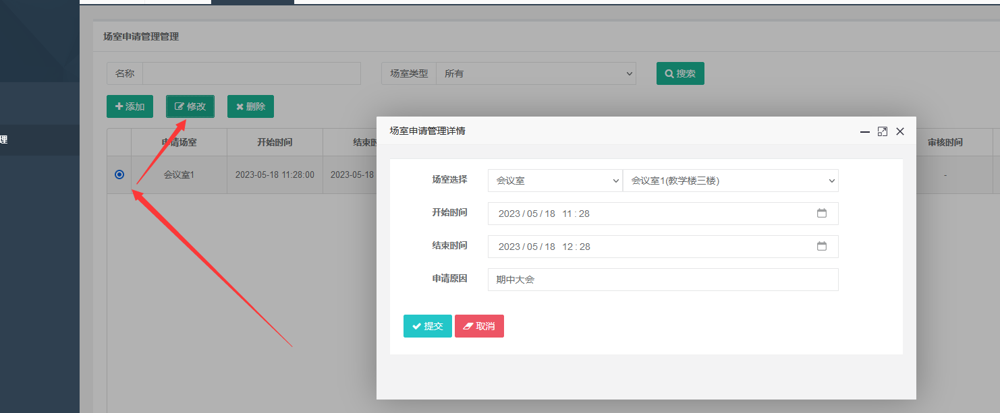 场室申请管理管理
名称
场室类型 所有
搜索
添加 修改 删除
理
申请场室 开始时间 结束时 审核时间
会议室1 2023-05-18 11:28:00 2023-05-18 -
场室申请管理详情
场室选择 会议室 会议室1(教学楼三楼)
开始时间 2023/05/18 11:28
结束时间 2023/05/18 12:28
申请原因 期中大会
提交 取消